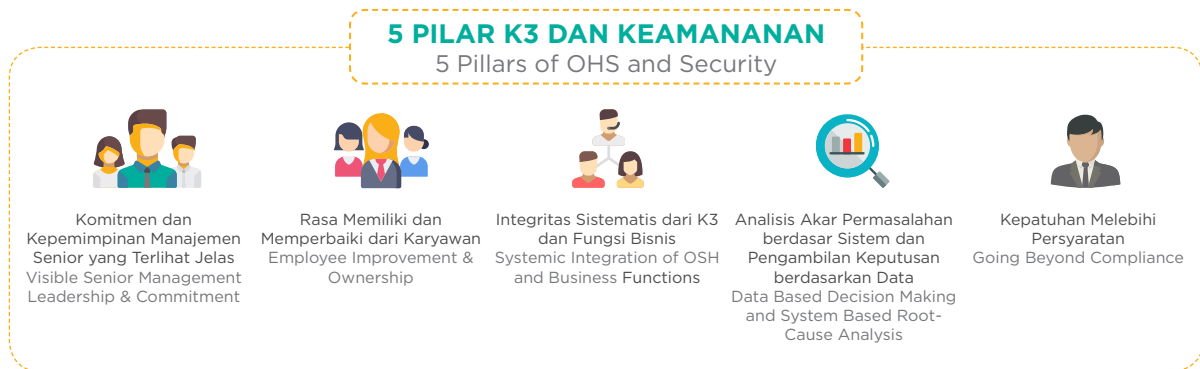 5 PILAR K3 DAN KEAMANANAN
5 Pillars of OHS and Security
Komitmen dan
Kepemimpinan Manajemen
Senior yang Terlihat Jelas
Visible Senior Management
Leadership & Commitment
Rasa Memiliki dan
Memperbaiki dari Karyawan
Employee Improvement &
Ownership
Integritas Sistematis dari K3
dan Fungsi Bisnis
Systemic Integration of OSH
and Business Functions
Analisis Akar Permasalahan
berdasar Sistem dan
Pengambilan Keputusan
berdasarkan Data
Data Based Decision Making
and System Based Root-
Cause Analysis
Kepatuhan Melebihi
Persyaratan
Going Beyond Compliance